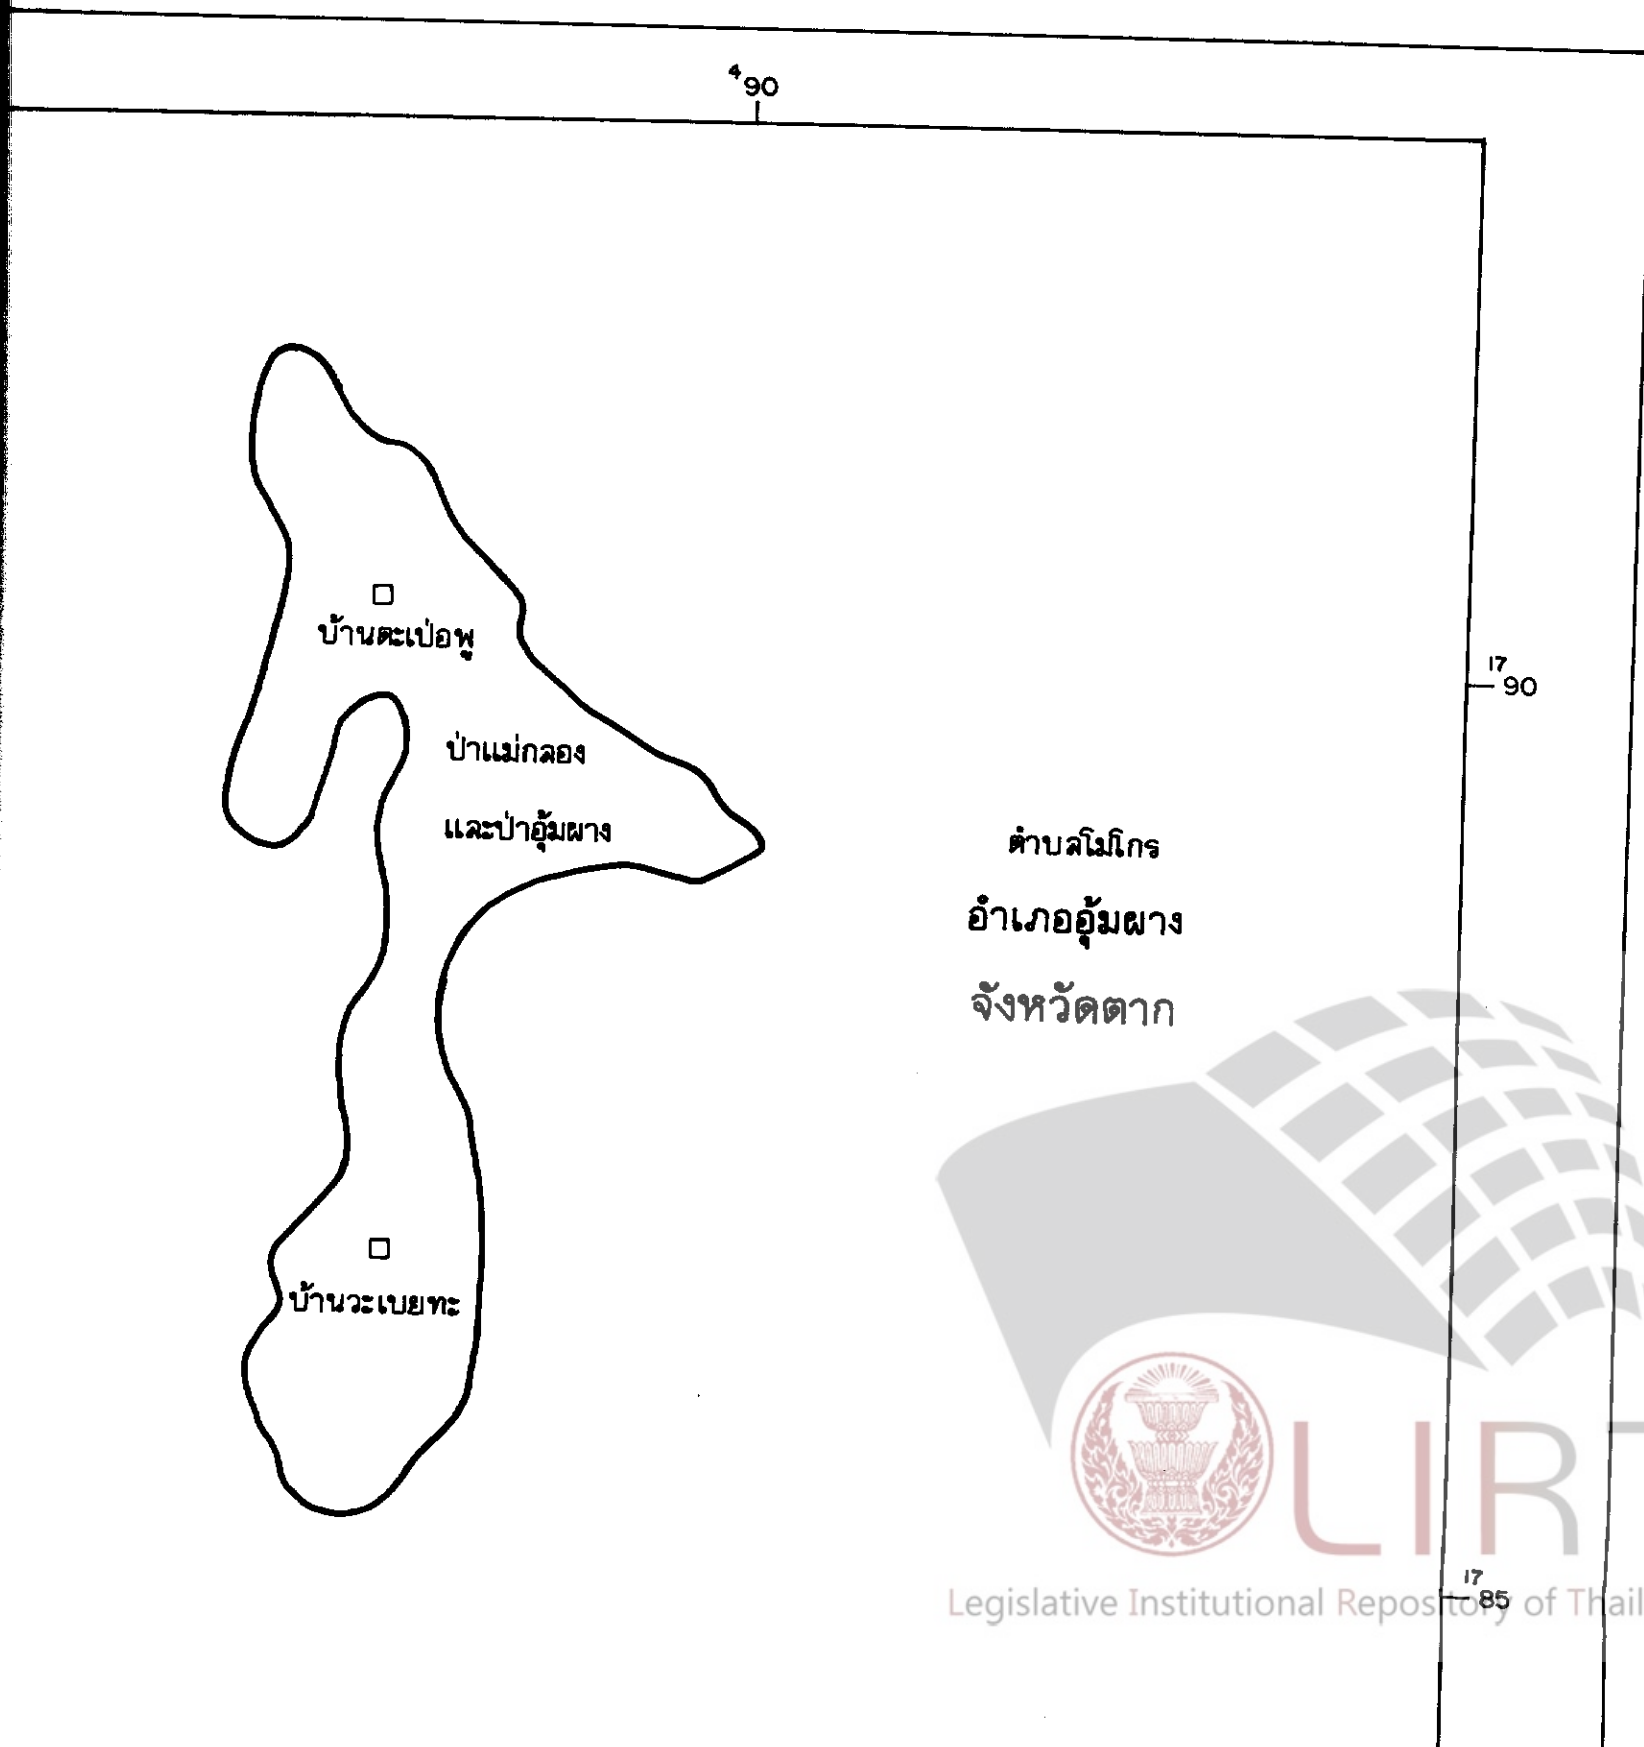 ⁴90
บ้านตะเป่อพู
¹⁷90
ป่าแม่กลอง
และป่าอุ้มผาง
ตำบลโมโกร
อำเภออุ้มผาง
จังหวัดตาก
บ้านวะเบยทะ
LIRT
¹⁷85
Legislative Institutional Repository of Thail